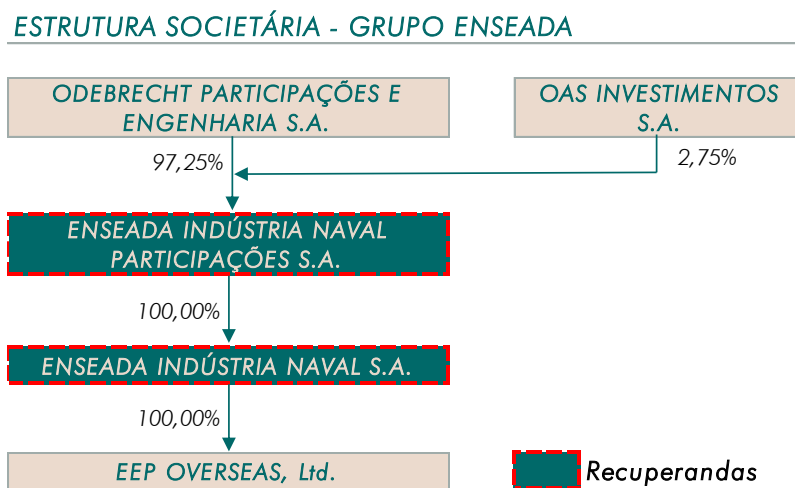 ESTRUTURA SOCIETÁRIA - GRUPO ENSEADA
ODEBRECHT PARTICIPAÇÕES E
ENGENHARIA S.A.
OAS INVESTIMENTOS
S.A.
97,25%
2,75%
ENSEADA INDÚSTRIA NAVAL
PARTICIPAÇÕES S.A.
100,00%
ENSEADA INDÚSTRIA NAVAL S.A.
100,00%
EEP OVERSEAS, Ltd.
Recuperandas